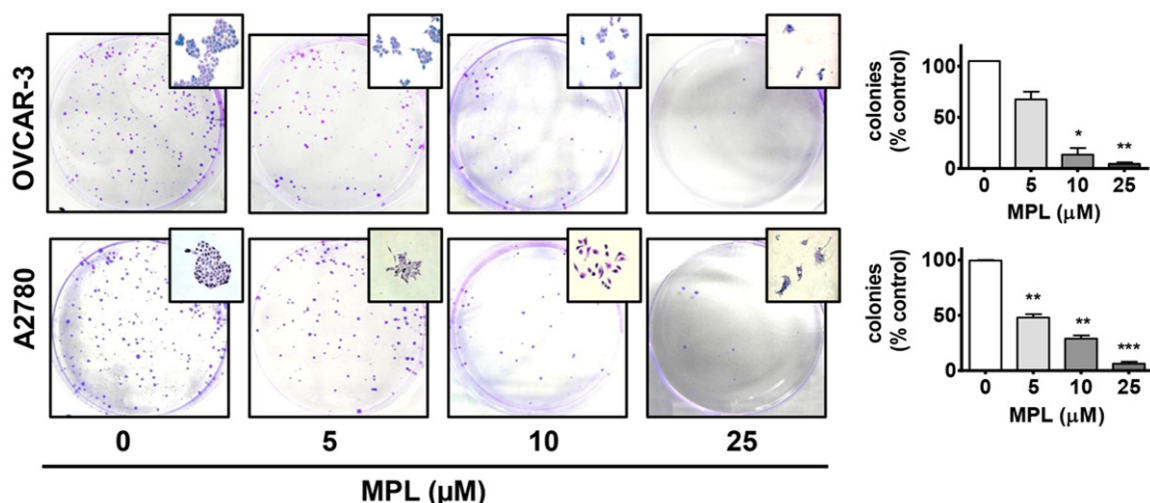 OVCAR-3
colonies
(% control)
100
50
0
*
**
0 5 10 25
MPL (μM)
A2780
colonies
(% control)
100
50
0
**
**
***
0 5 10 25
MPL (μM)
0 5 10 25
MPL (μM)